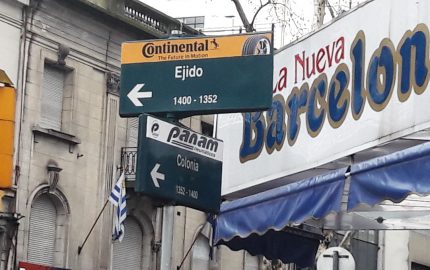 Continental
The Future in Motion
Ejido
1400 - 1352
panam
Colonia
1352 - 1400
La Nueva
Barcelon